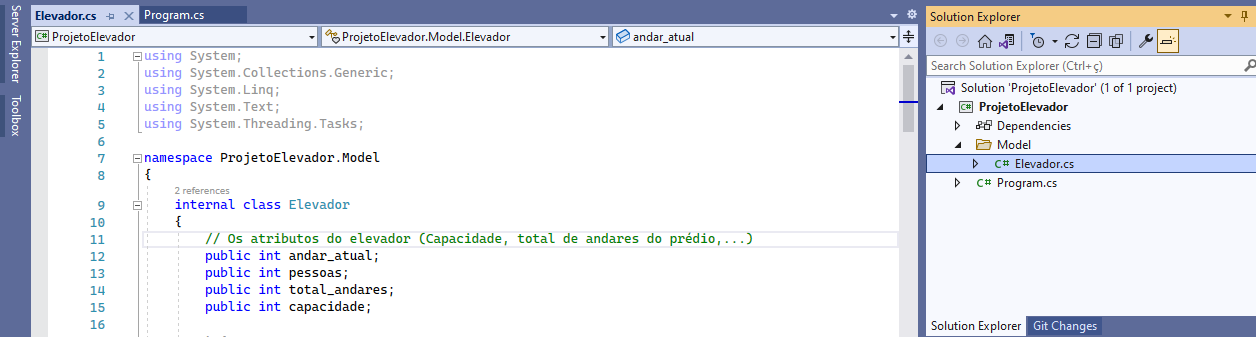 Server Explorer
Toolbox
Elevador.cs
Program.cs
ProjetoElevador
ProjetoElevador.Model.Elevador
andar_atual
1 using System;
2 using System.Collections.Generic;
3 using System.Linq;
4 using System.Text;
5 using System.Threading.Tasks;
6
7 namespace ProjetoElevador.Model
8 {
2 references
9 internal class Elevador
10 {
11 // Os atributos do elevador (Capacidade, total de andares do prédio,...)
12 public int andar_atual;
13 public int pessoas;
14 public int total_andares;
15 public int capacidade;
16
Solution Explorer
Search Solution Explorer (Ctrl+ç)
Solution 'ProjetoElevador' (1 of 1 project)
C# ProjetoElevador
Dependencies
Model
C# Elevador.cs
C# Program.cs
Solution Explorer
Git Changes